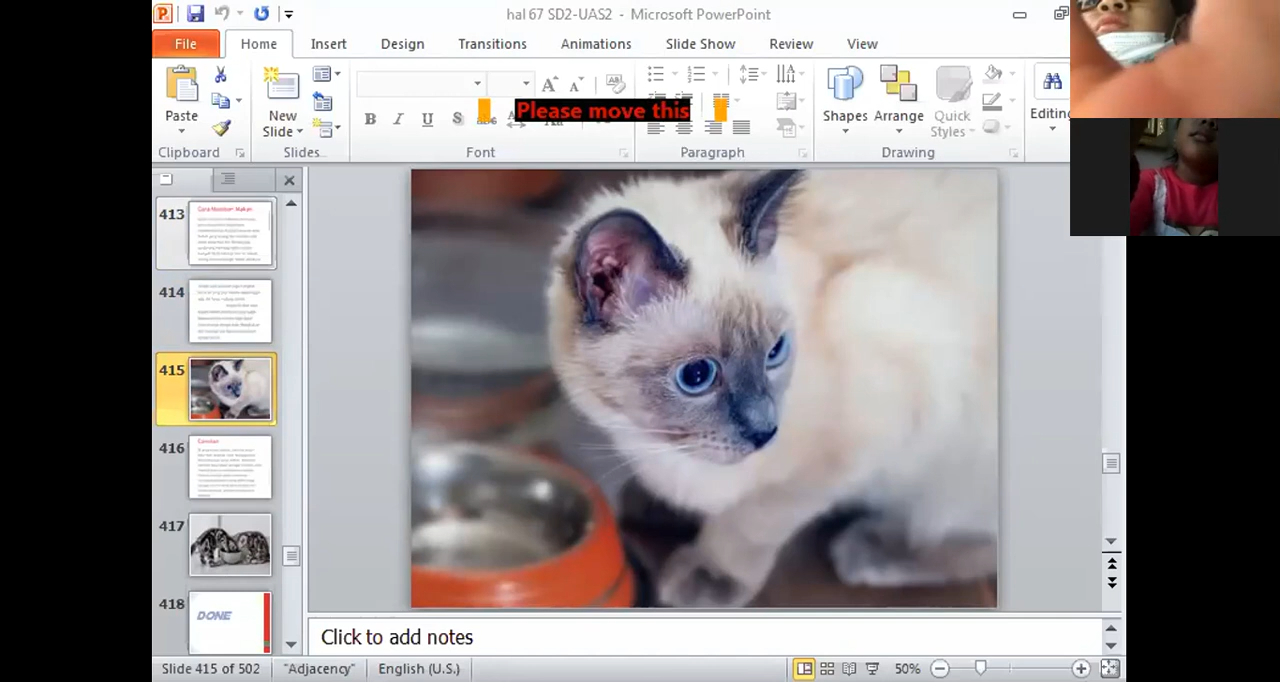 hal 67 SD2-UAS2 - Microsoft PowerPoint
File Home Insert Design Transitions Animations Slide Show Review View
Please move this
Paste
New Slide
Shapes Arrange Quick Styles
Editing
Clipboard Slides Font Paragraph Drawing
413
414
415
416
417
418
DONE
Click to add notes
Slide 415 of 502 "Adjacency" English (U.S.) 50%